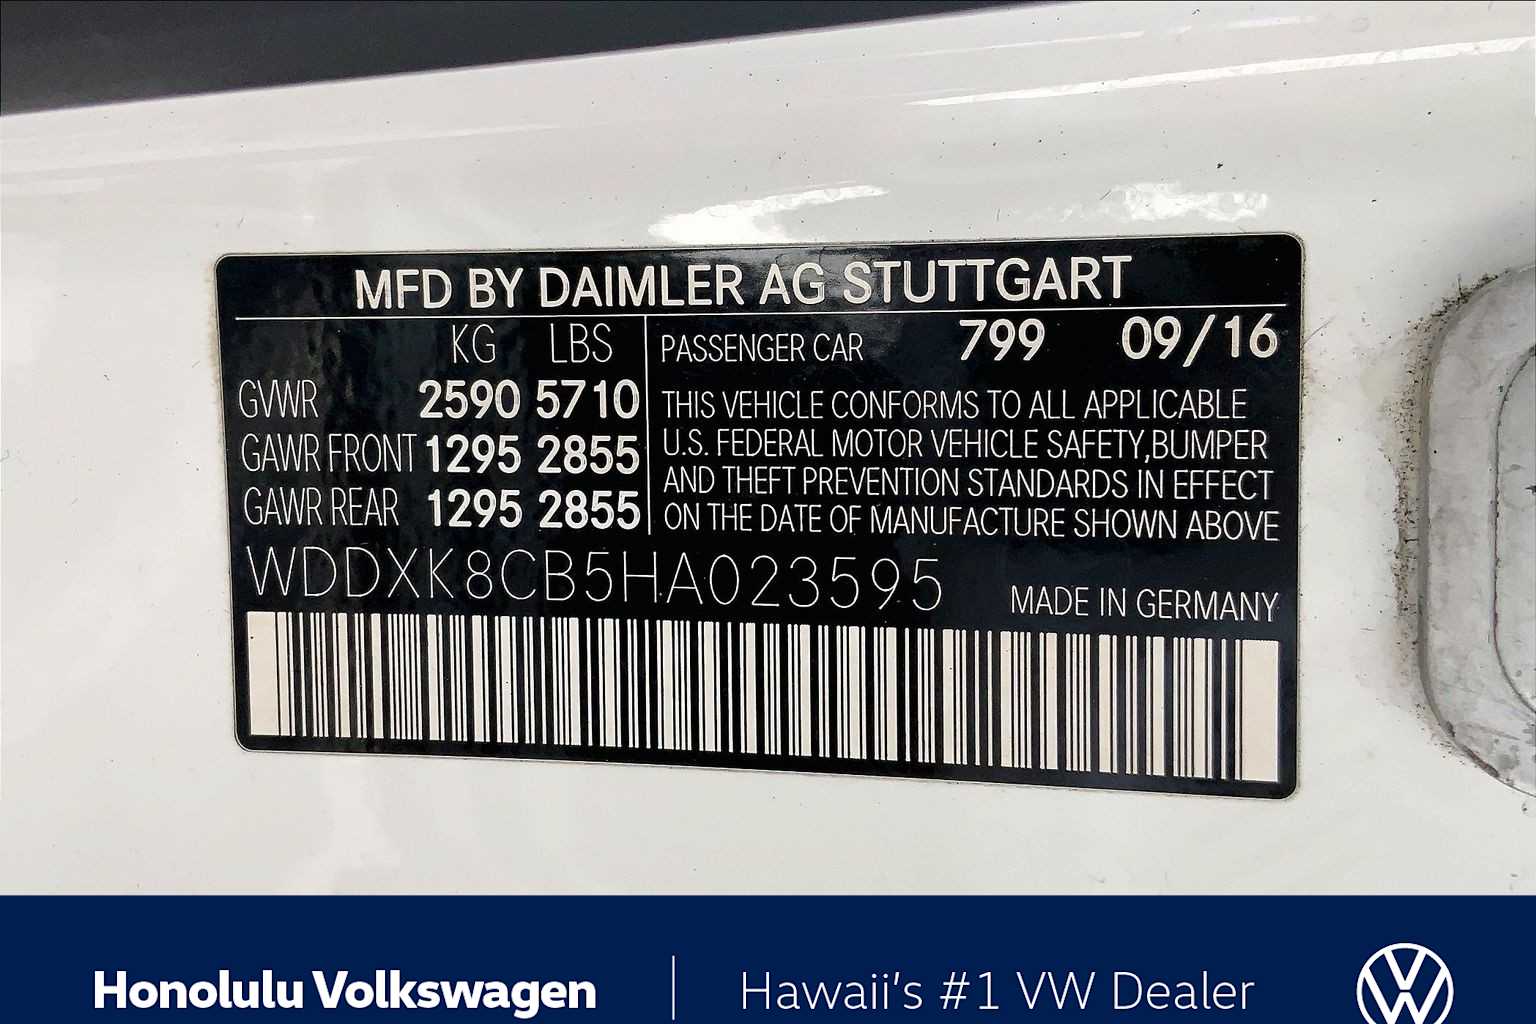 MFD BY DAIMLER AG STUTTGART
KG LBS
GVWR 2590 5710
GAWR FRONT 1295 2855
GAWR REAR 1295 2855
PASSENGER CAR 799 09/16
THIS VEHICLE CONFORMS TO ALL APPLICABLE
U.S. FEDERAL MOTOR VEHICLE SAFETY,BUMPER
AND THEFT PREVENTION STANDARDS IN EFFECT
ON THE DATE OF MANUFACTURE SHOWN ABOVE
WDDXK8CB5HA023595
MADE IN GERMANY
Honolulu Volkswagen | Hawaii's #1 VW Dealer